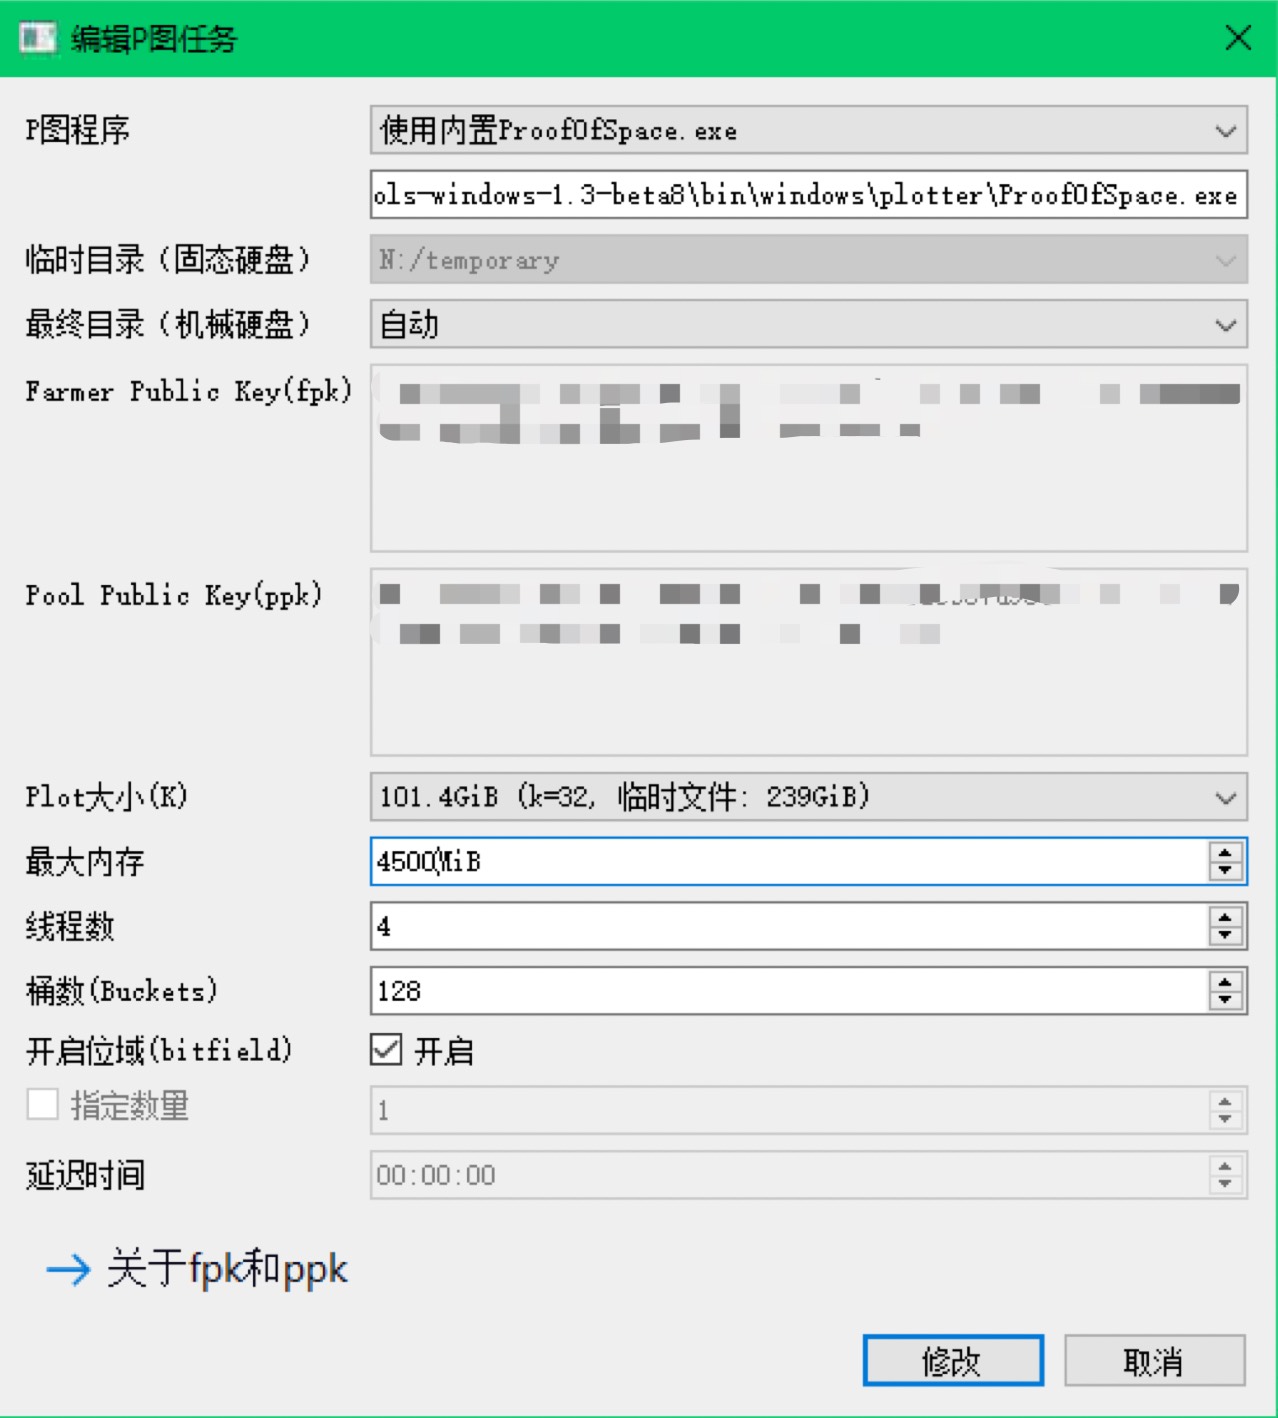 编辑P图任务
P图程序
使用内置ProofOfSpace.exe
ols-windows-1.3-beta8\bin\windows\plotter\ProofOfSpace.exe
临时目录（固态硬盘）
N:/temporary
最终目录（机械硬盘）
自动
Farmer Public Key(fpk)
Pool Public Key(ppk)
Plot大小(K)
101.4GiB (k=32, 临时文件: 239GiB)
最大内存
4500MiB
线程数
4
桶数(Buckets)
128
开启位域(bitfield)
开启
指定数量
1
延迟时间
00:00:00
关于fpk和ppk
修改
取消